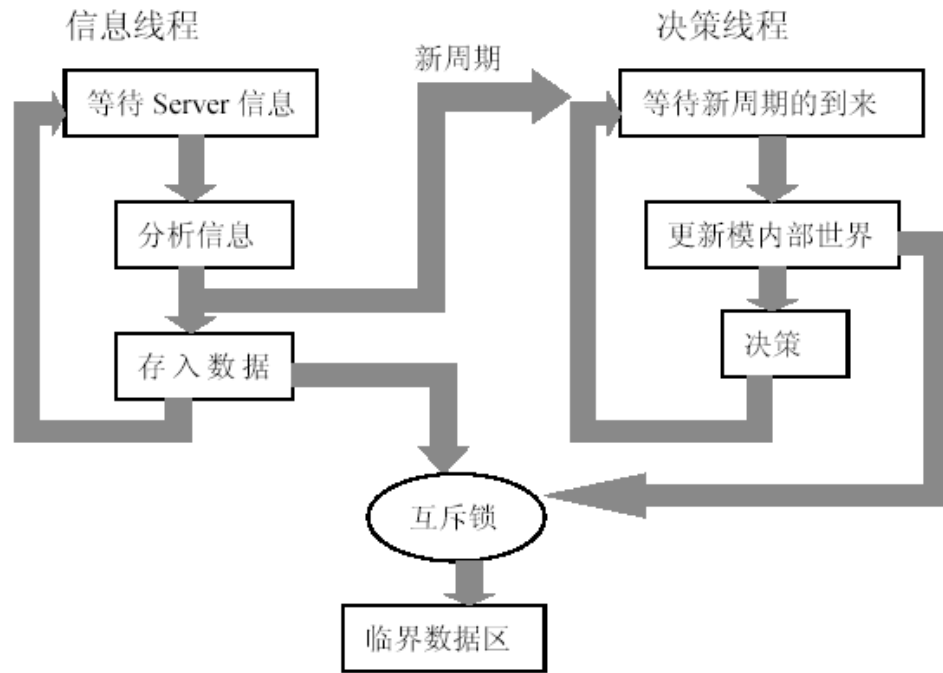 信息线程
决策线程
新周期
等待 Server 信息
等待新周期的到来
分析信息
更新模内部世界
存入数据
决策
互斥锁
临界数据区